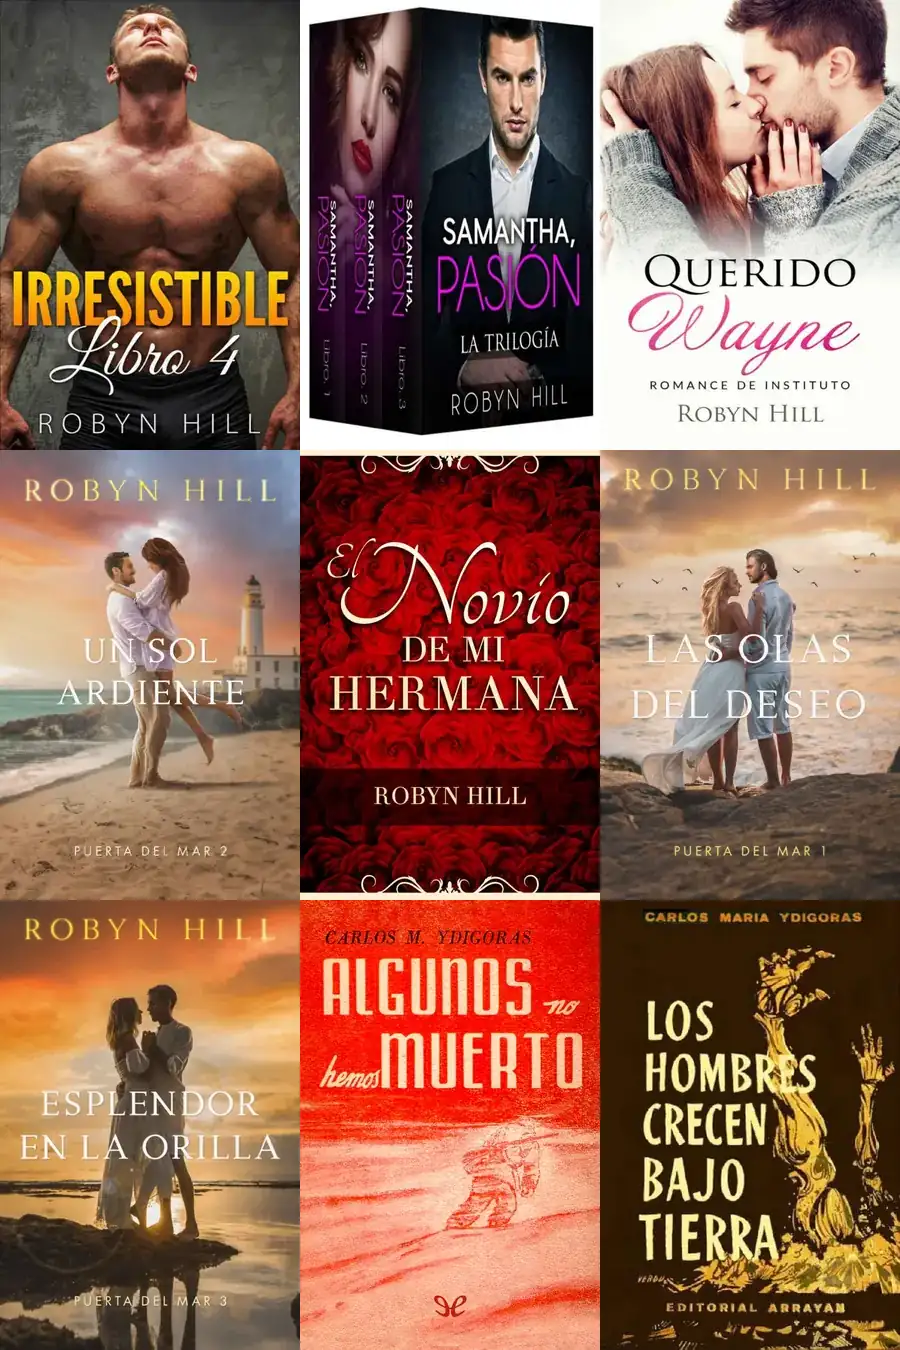 IRRESISTIBLE
Libro 4
ROBYN HILL
SAMANTHA,
PASIÓN
Libro 1
SAMANTHA,
PASIÓN
Libro 2
SAMANTHA,
PASIÓN
Libro 3
SAMANTHA,
PASIÓN
LA TRILOGÍA
ROBYN HILL
QUERIDO
Wayne
ROMANCE DE INSTITUTO
ROBYN HILL
ROBYN HILL
UN SOL
ARDIENTE
PUERTA DEL MAR 2
El
Novio
DE MI
HERMANA
ROBYN HILL
ROBYN HILL
LAS OLAS
DEL DESEO
PUERTA DEL MAR 1
ROBYN HILL
ESPLENDOR
EN LA ORILLA
PUERTA DEL MAR 3
CARLOS M. YDIGORAS
ALGUNOS no
hemos MUERTO
CARLOS MARIA YDIGORAS
LOS
HOMBRES
CRECEN
BAJO
TIERRA
EDITORIAL ARRAYAN